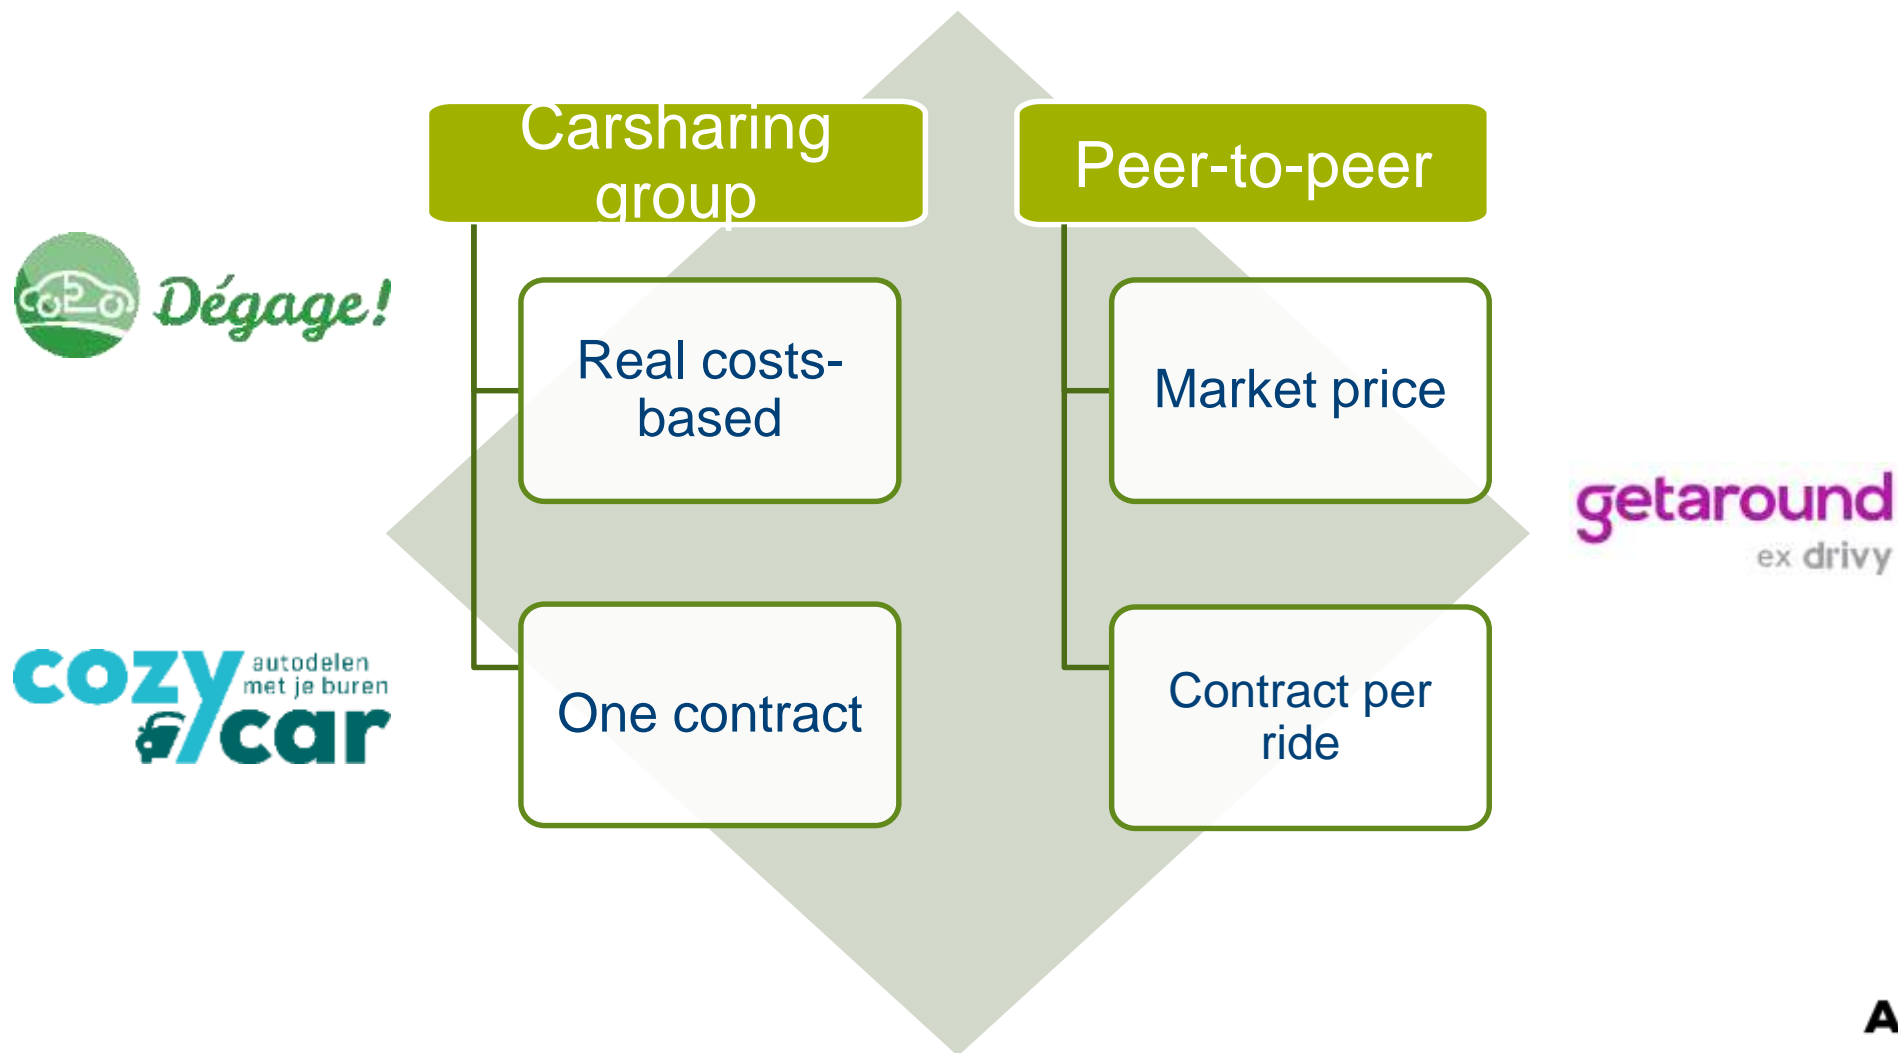 Carsharing
group
Peer-to-peer
Dégage!
Real costs-
based
Market price
getaround
ex drivy
cozy
autodelen
met je buren
car
One contract
Contract per
ride
A